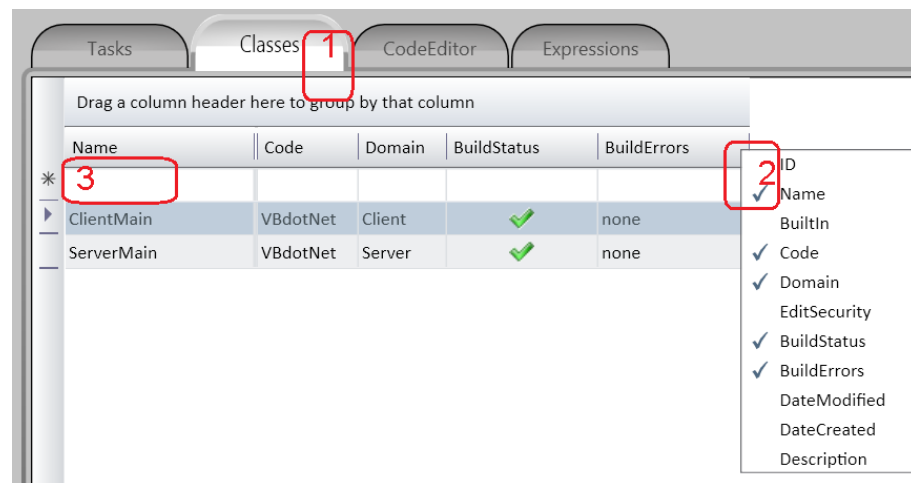 Tasks Classes 1 CodeEditor Expressions
Drag a column header here to group by that column
Name Code Domain BuildStatus BuildErrors
3
ClientMain VBdotNet Client none
ServerMain VBdotNet Server none
2
ID
Name
BuiltIn
Code
Domain
EditSecurity
BuildStatus
BuildErrors
DateModified
DateCreated
Description